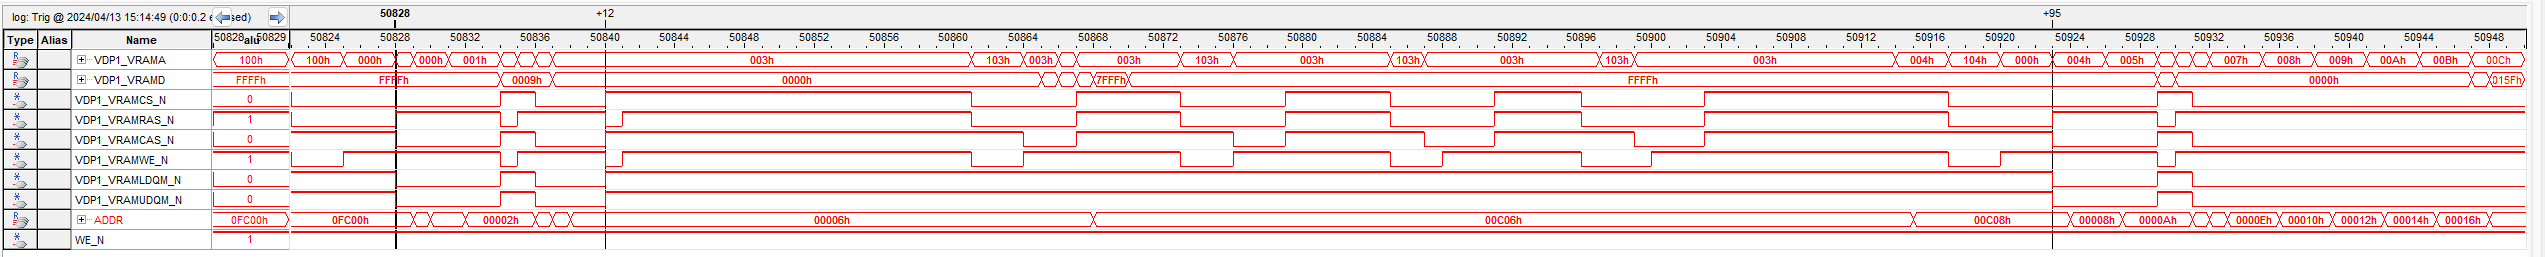 log: Trig @ 2024/04/13 15:14:49 (0:0:0.2 e sed) 50828 +12 +95
Type Alias Name 50828 alu 50829 50824 50828 50832 50836 50840 50844 50848 50852 50856 50860 50864 50868 50872 50876 50880 50884 50888 50892 50896 50900 50904 50908 50912 50916 50920 50924 50928 50932 50936 50940 50944 50948
VDP1_VRAMA 100h 100h 000h 000h 001h 003h 103h 003h 003h 103h 003h 103h 003h 103h 003h 004h 104h 000h 004h 005h 007h 008h 009h 00Ah 00Bh 00Ch
VDP1_VRAMD FFFFh FFFFh 0009h 0000h 7FFFh FFFFh 0000h 015Fh
VDP1_VRAMCS_N 0
VDP1_VRAMRAS_N 1
VDP1_VRAMCAS_N 0
VDP1_VRAMWE_N 1
VDP1_VRAMLDQM_N 0
VDP1_VRAMUDQM_N 0
ADDR 0FC00h 0FC00h 00002h 00006h 00C06h 00C08h 00008h 0000Ah 0000Eh 00010h 00012h 00014h 00016h
WE_N 1